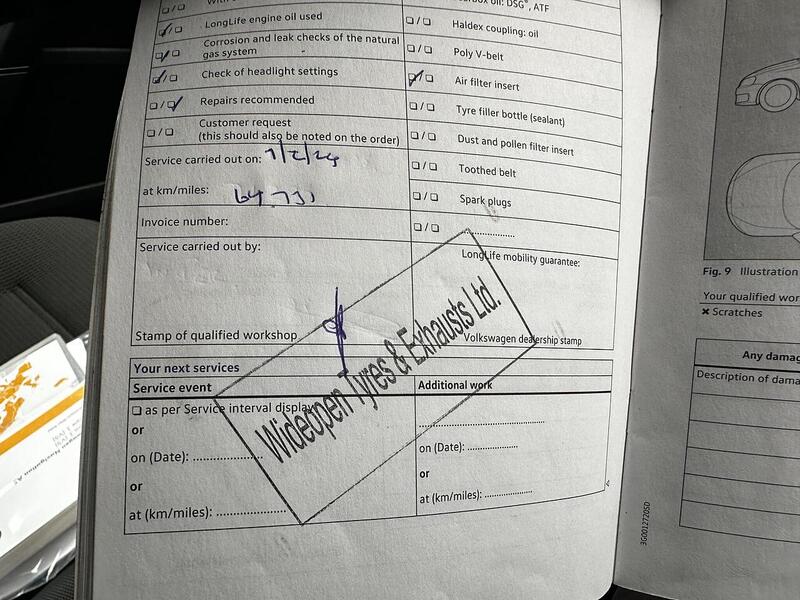 LongLife engine oil used
Corrosion and leak checks of the natural
gas system
Check of headlight settings
Repairs recommended
Customer request
(this should also be noted on the order)
Service carried out on: 7/2/24
at km/miles: 64 731
Invoice number:
Service carried out by:
Stamp of qualified workshop
oil: DSG®, ATF
Haldex coupling: oil
Poly V-belt
Air filter insert
Tyre filler bottle (sealant)
Dust and pollen filter insert
Toothed belt
Spark plugs
LongLife mobility guarantee:
Volkswagen dealership stamp
Wideopen Tyres & Exhausts Ltd.
Your next services
Service event
Additional work
as per Service interval display
or
on (Date): ....................
or
at (km/miles): ....................
on (Date): ..............
or
at (km/miles): .............
3G0012720SD
Fig. 9 Illustration
Your qualified wor
× Scratches
Any damag
Description of dama